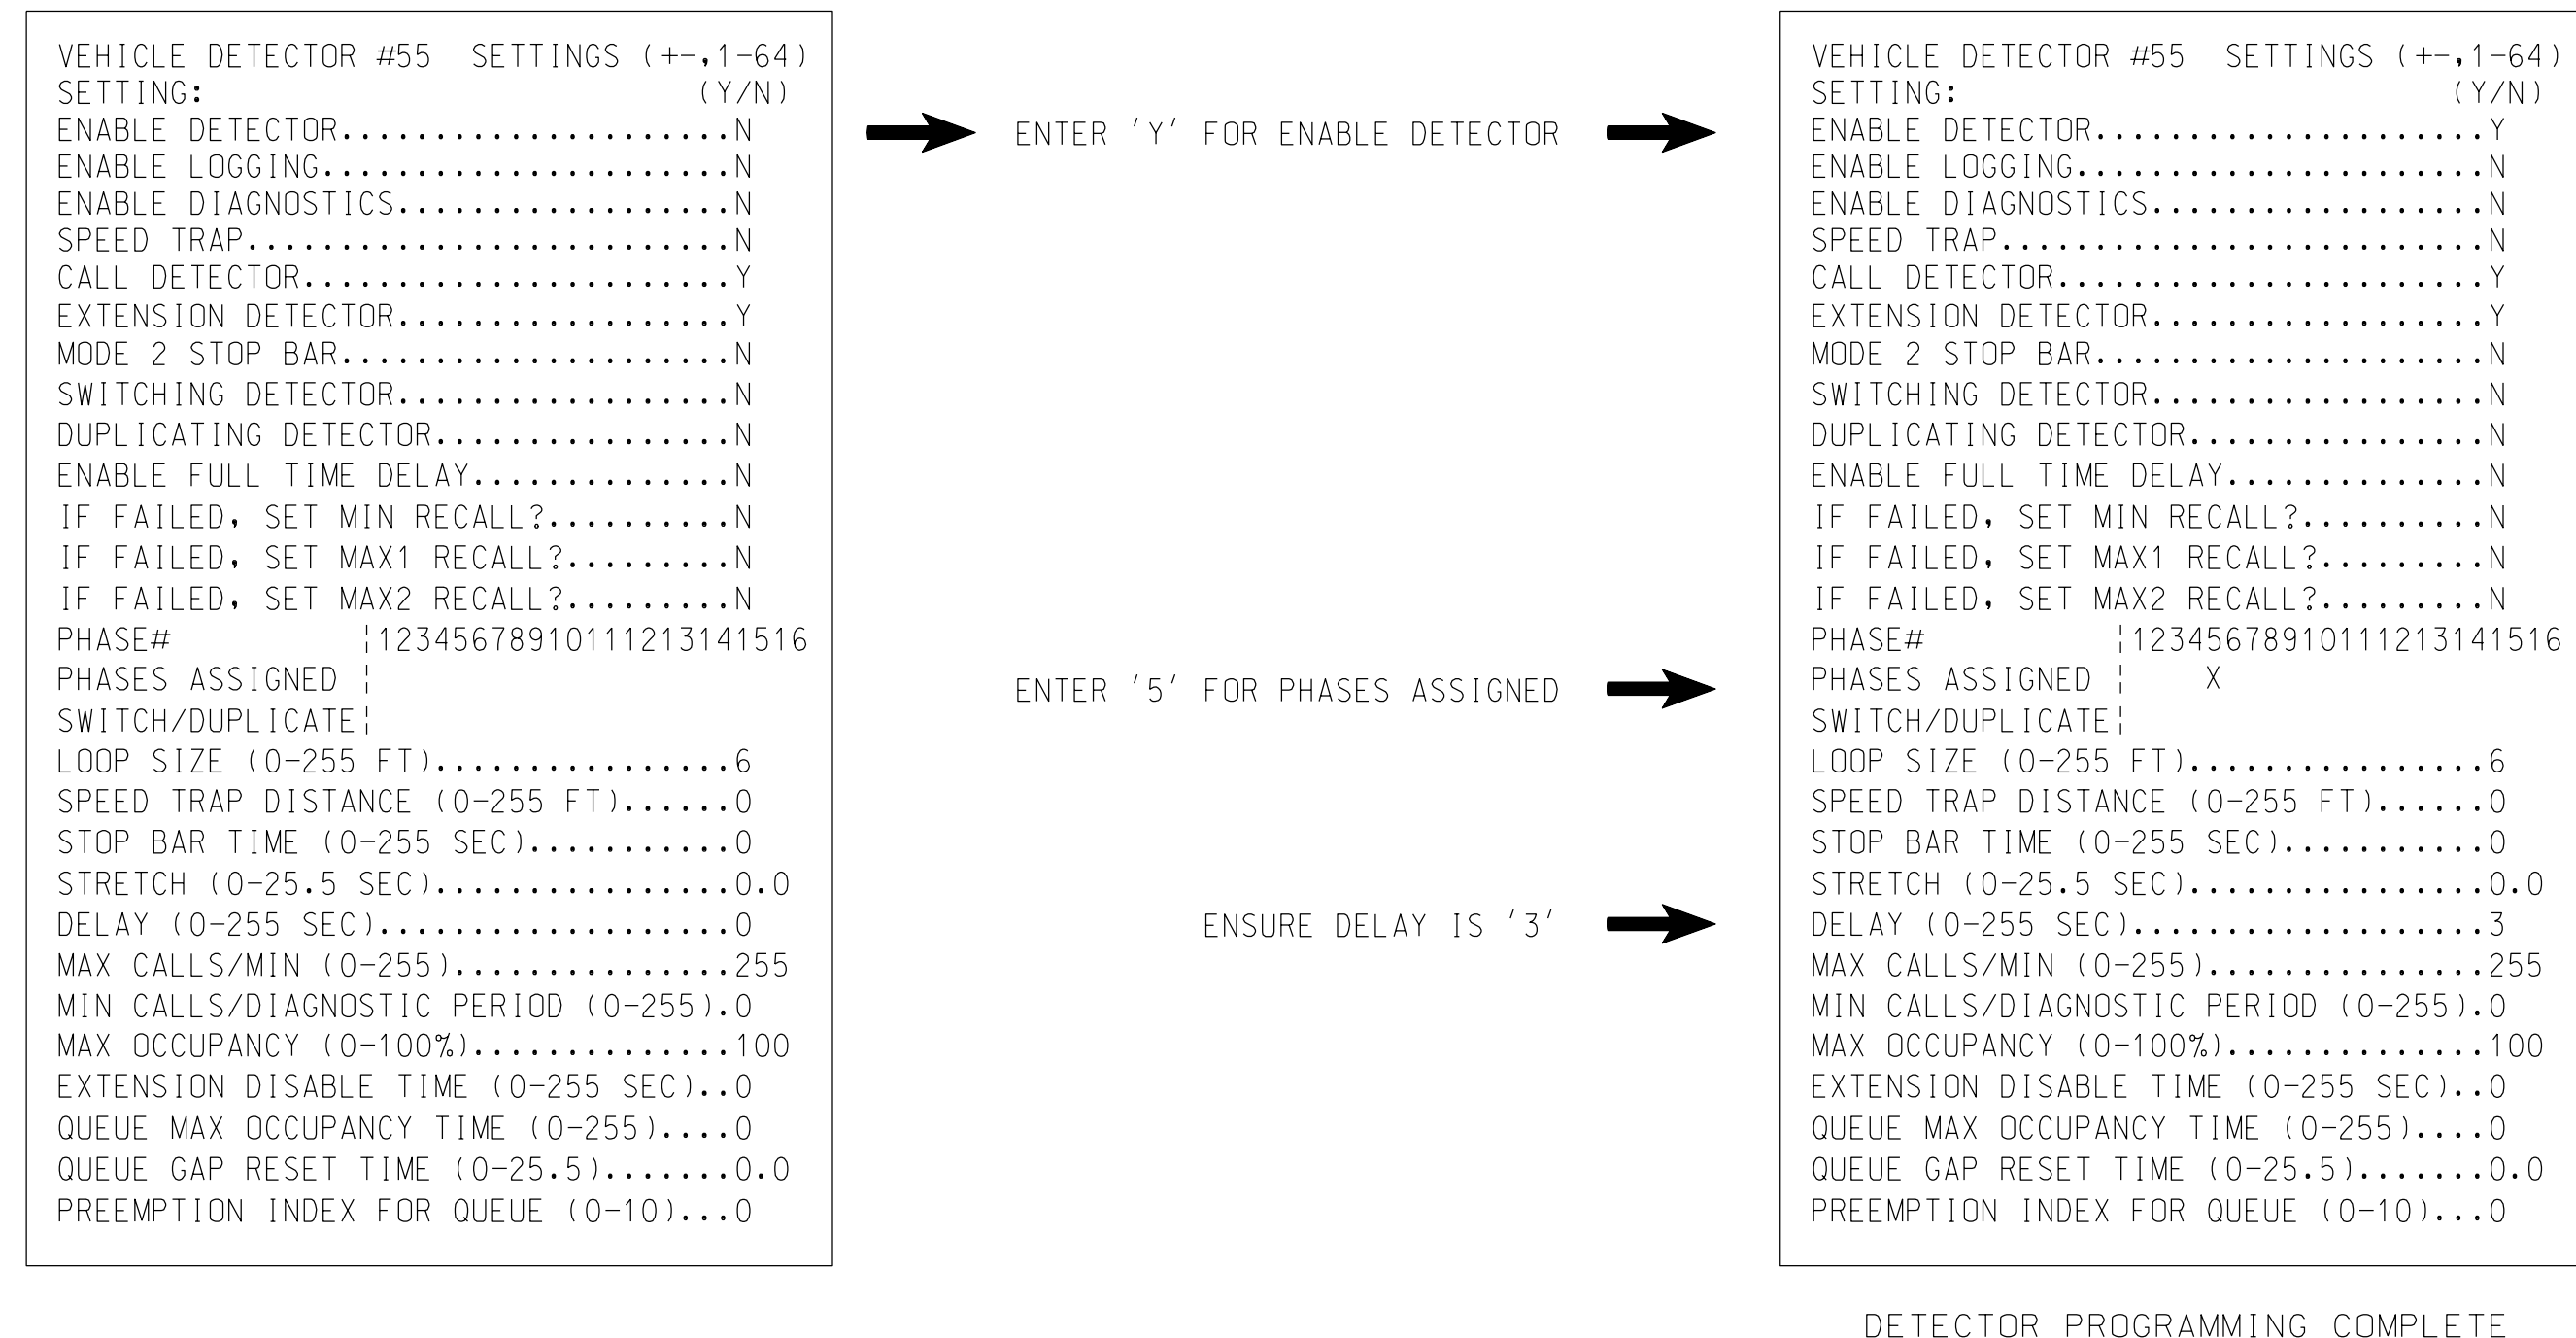 VEHICLE DETECTOR #55  SETTINGS (+-,1-64)
SETTING:                          (Y/N)
ENABLE DETECTOR.....................N
ENABLE LOGGING......................N
ENABLE DIAGNOSTICS..................N
SPEED TRAP..........................N
CALL DETECTOR.......................Y
EXTENSION DETECTOR..................Y
MODE 2 STOP BAR.....................N
SWITCHING DETECTOR..................N
DUPLICATING DETECTOR................N
ENABLE FULL TIME DELAY..............N
IF FAILED, SET MIN RECALL?..........N
IF FAILED, SET MAX1 RECALL?.........N
IF FAILED, SET MAX2 RECALL?.........N
PHASE#          ¦12345678910111213141516
PHASES ASSIGNED ¦
SWITCH/DUPLICATE¦
LOOP SIZE (0-255 FT)................6
SPEED TRAP DISTANCE (0-255 FT)......0
STOP BAR TIME (0-255 SEC)...........0
STRETCH (0-25.5 SEC)................0.0
DELAY (0-255 SEC)...................0
MAX CALLS/MIN (0-255)...............255
MIN CALLS/DIAGNOSTIC PERIOD (0-255).0
MAX OCCUPANCY (0-100%)..............100
EXTENSION DISABLE TIME (0-255 SEC)..0
QUEUE MAX OCCUPANCY TIME (0-255)....0
QUEUE GAP RESET TIME (0-25.5).......0.0
PREEMPTION INDEX FOR QUEUE (0-10)...0
ENTER 'Y' FOR ENABLE DETECTOR
ENTER '5' FOR PHASES ASSIGNED
ENSURE DELAY IS '3'
VEHICLE DETECTOR #55  SETTINGS (+-,1-64)
SETTING:                          (Y/N)
ENABLE DETECTOR.....................Y
ENABLE LOGGING......................N
ENABLE DIAGNOSTICS..................N
SPEED TRAP..........................N
CALL DETECTOR.......................Y
EXTENSION DETECTOR..................Y
MODE 2 STOP BAR.....................N
SWITCHING DETECTOR..................N
DUPLICATING DETECTOR................N
ENABLE FULL TIME DELAY..............N
IF FAILED, SET MIN RECALL?..........N
IF FAILED, SET MAX1 RECALL?.........N
IF FAILED, SET MAX2 RECALL?.........N
PHASE#          ¦12345678910111213141516
PHASES ASSIGNED ¦    X
SWITCH/DUPLICATE¦
LOOP SIZE (0-255 FT)................6
SPEED TRAP DISTANCE (0-255 FT)......0
STOP BAR TIME (0-255 SEC)...........0
STRETCH (0-25.5 SEC)................0.0
DELAY (0-255 SEC)...................3
MAX CALLS/MIN (0-255)...............255
MIN CALLS/DIAGNOSTIC PERIOD (0-255).0
MAX OCCUPANCY (0-100%)..............100
EXTENSION DISABLE TIME (0-255 SEC)..0
QUEUE MAX OCCUPANCY TIME (0-255)....0
QUEUE GAP RESET TIME (0-25.5).......0.0
PREEMPTION INDEX FOR QUEUE (0-10)...0
DETECTOR PROGRAMMING COMPLETE